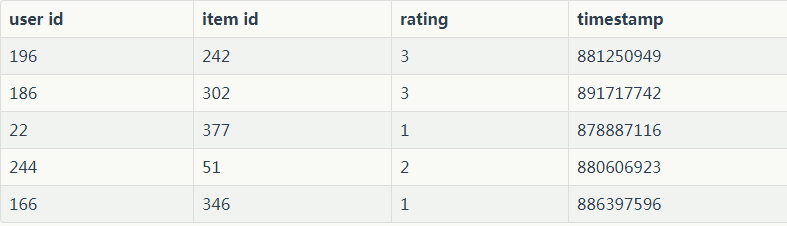 user id item id rating timestamp
196 242 3 881250949
186 302 3 891717742
22 377 1 878887116
244 51 2 880606923
166 346 1 886397596